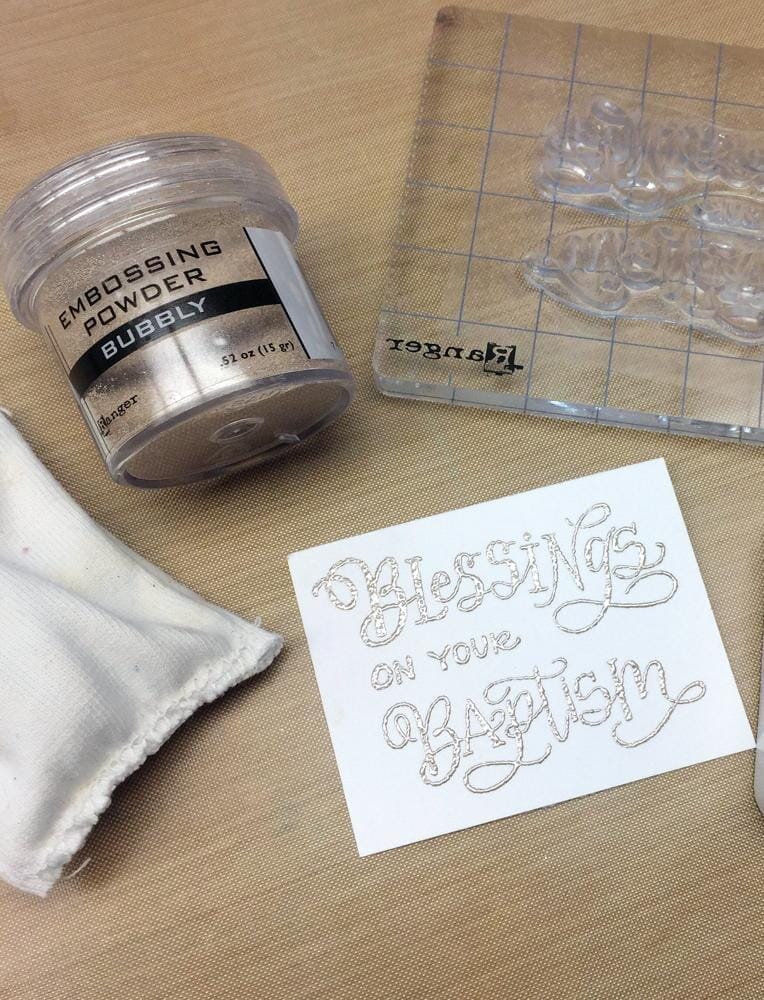 EMBOSSING
POWDER
BUBBLY
.52 oz (15 gr)
Ranger
Ranger
Blessings
ON YOUR
BAPTISM